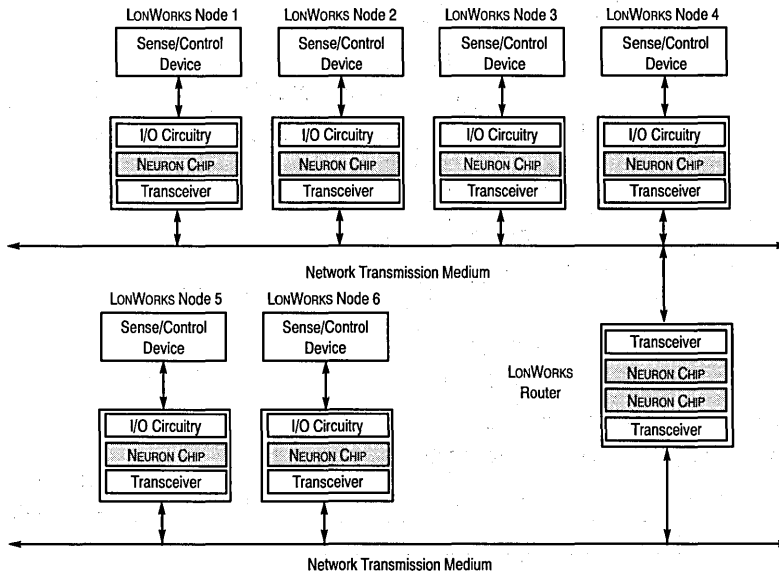 LONWORKS Node 1
LONWORKS Node 2
LONWORKS Node 3
LONWORKS Node 4
Sense/Control
Device
Sense/Control
Device
Sense/Control
Device
Sense/Control
Device
I/O Circuitry
NEURON CHIP
Transceiver
I/O Circuitry
NEURON CHIP
Transceiver
I/O Circuitry
NEURON CHIP
Transceiver
I/O Circuitry
NEURON CHIP
Transceiver
Network Transmission Medium
LONWORKS Node 5
LONWORKS Node 6
Sense/Control
Device
Sense/Control
Device
LONWORKS
Router
Transceiver
NEURON CHIP
NEURON CHIP
Transceiver
I/O Circuitry
NEURON CHIP
Transceiver
I/O Circuitry
NEURON CHIP
Transceiver
Network Transmission Medium